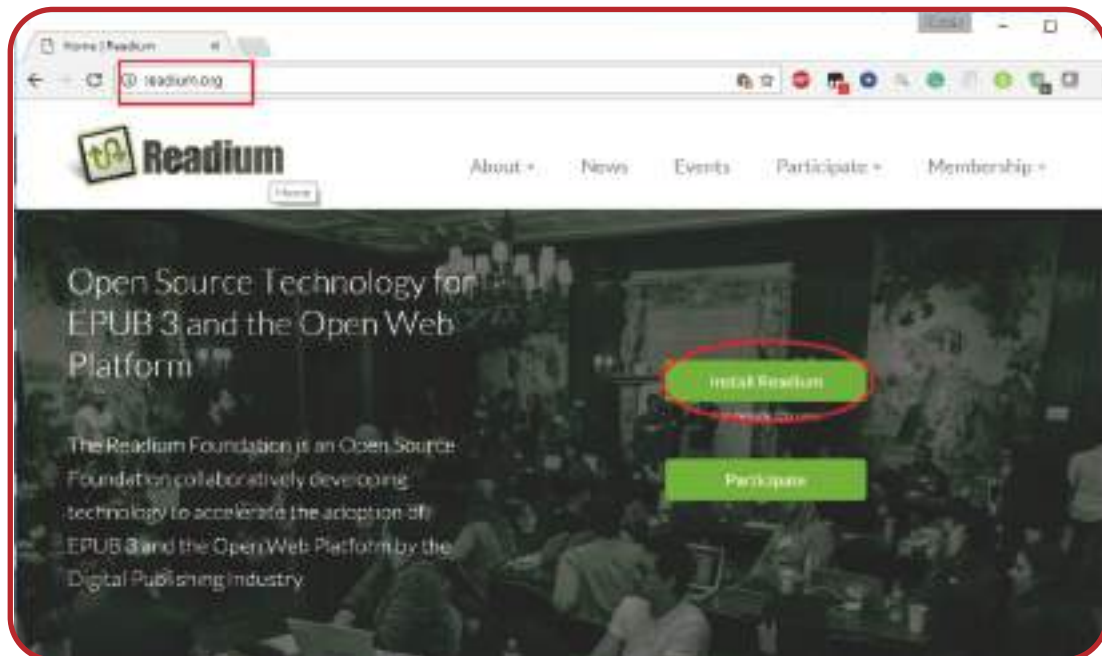 Home | Readium
readium.org
Readium
About
News
Events
Participate
Membership
Home
Open Source Technology for
EPUB 3 and the Open Web
Platform
Install Readium
The Readium Foundation is an Open Source
Foundation collaboratively developing
technology to accelerate the adoption of
EPUB 3 and the Open Web Platform by the
Digital Publishing Industry
Participate